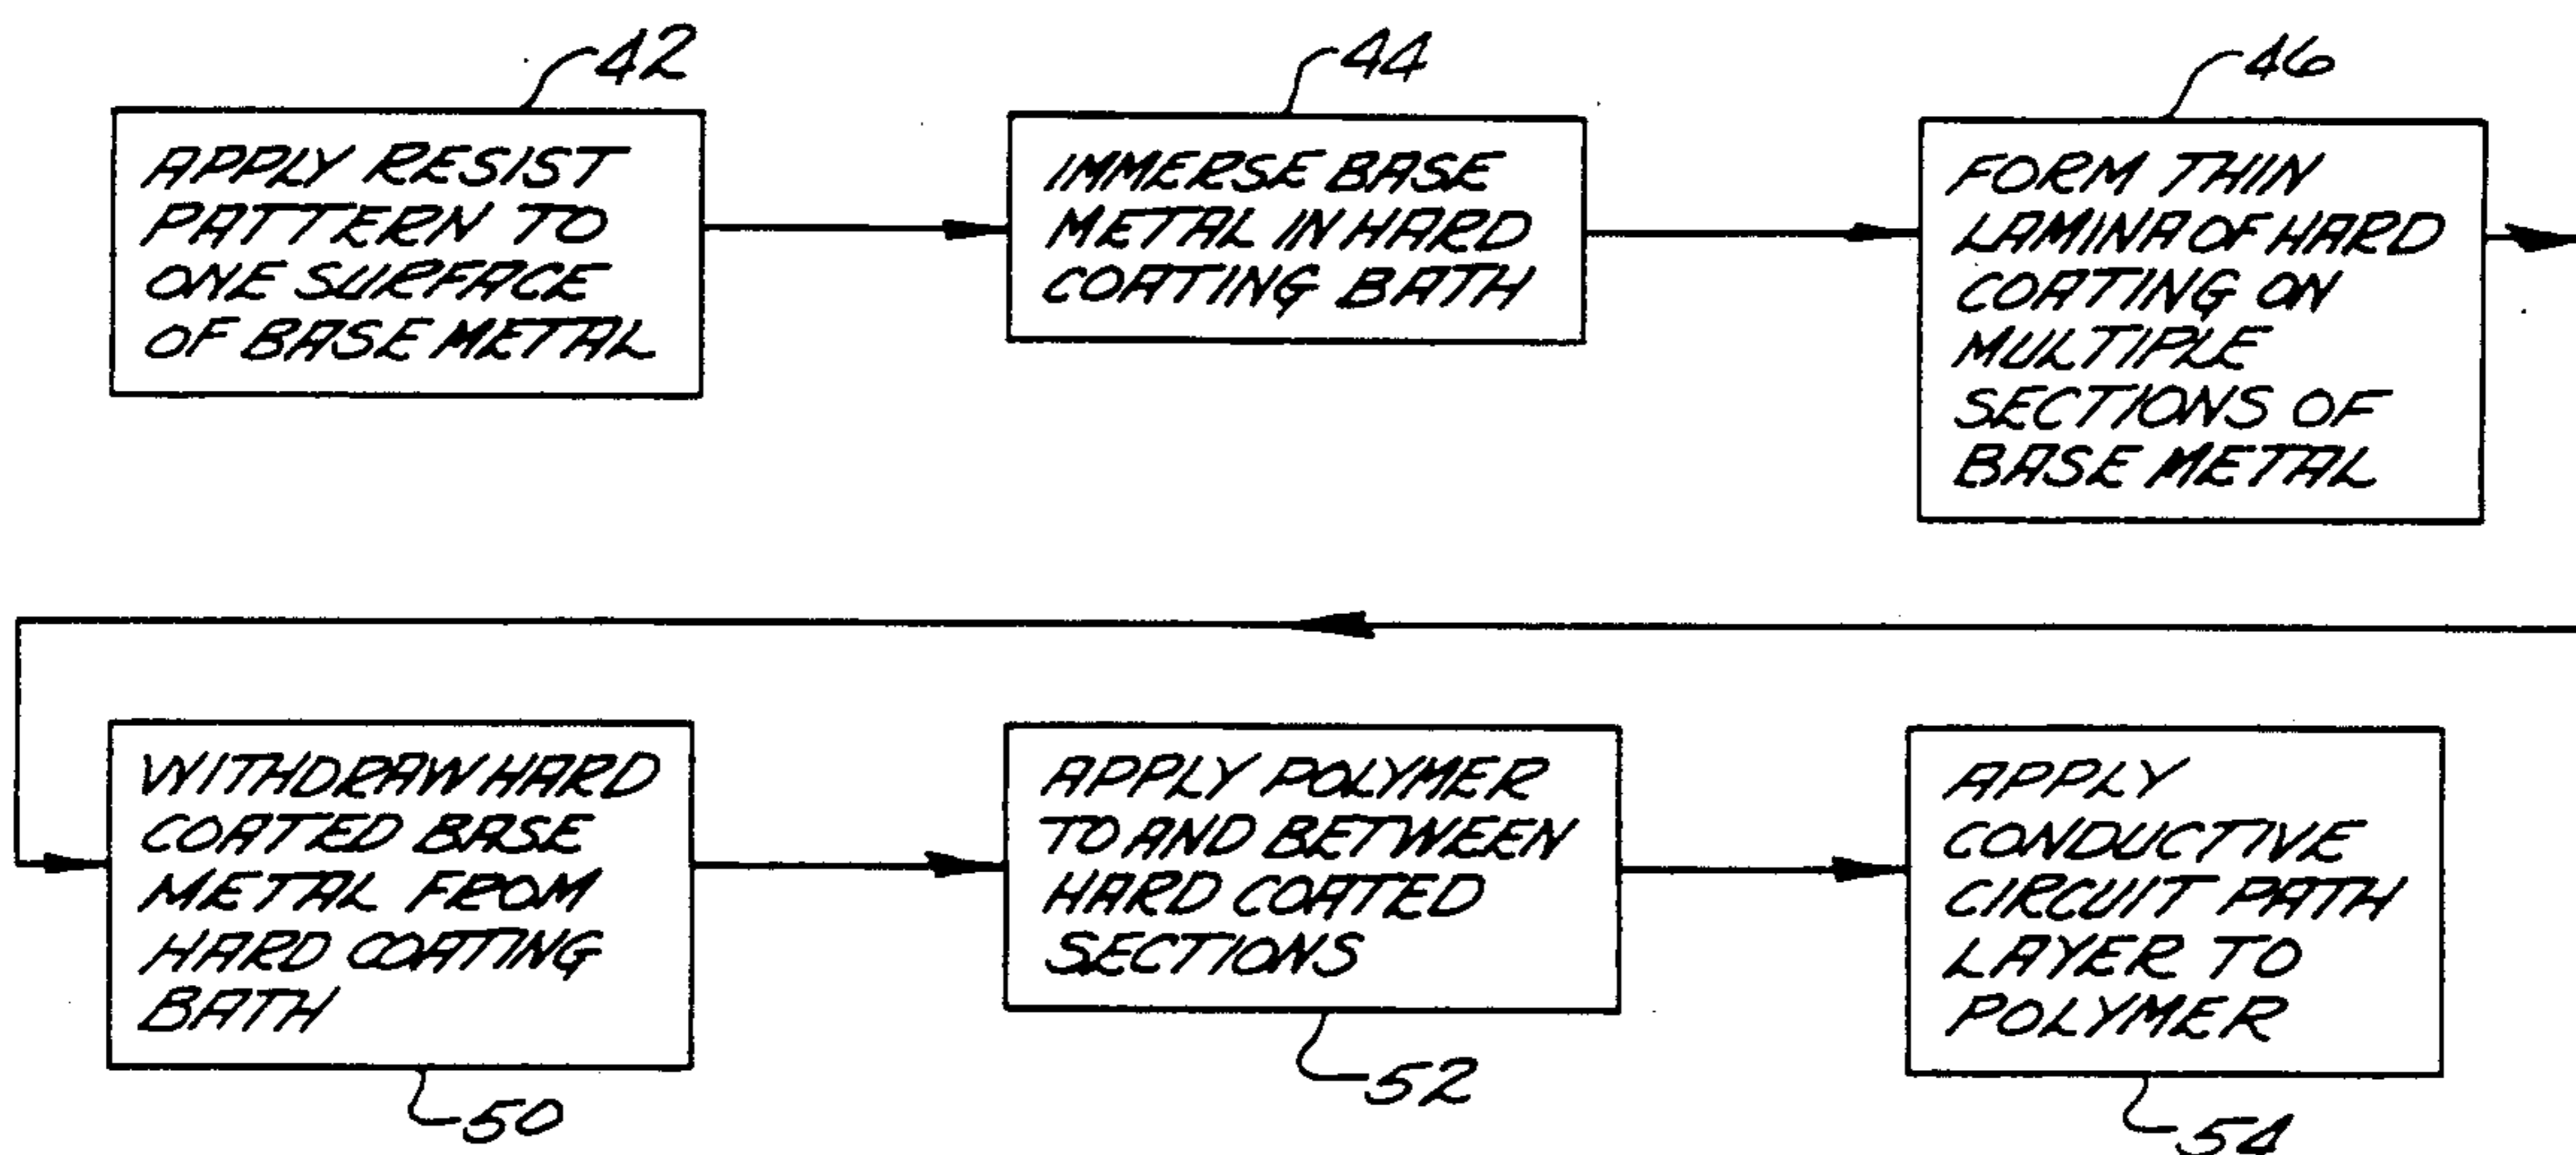 42
APPLY RESIST
PATTERN TO
ONE SURFACE
OF BASE METAL
44
IMMERSE BASE
METAL IN HARD
COATING BATH
46
FORM THIN
LAMINA OF HARD
COATING ON
MULTIPLE
SECTIONS OF
BASE METAL
WITHDRAW HARD
COATED BASE
METAL FROM
HARD COATING
BATH
50
APPLY POLYMER
TO AND BETWEEN
HARD COATED
SECTIONS
52
APPLY
CONDUCTIVE
CIRCUIT PATH
LAYER TO
POLYMER
54